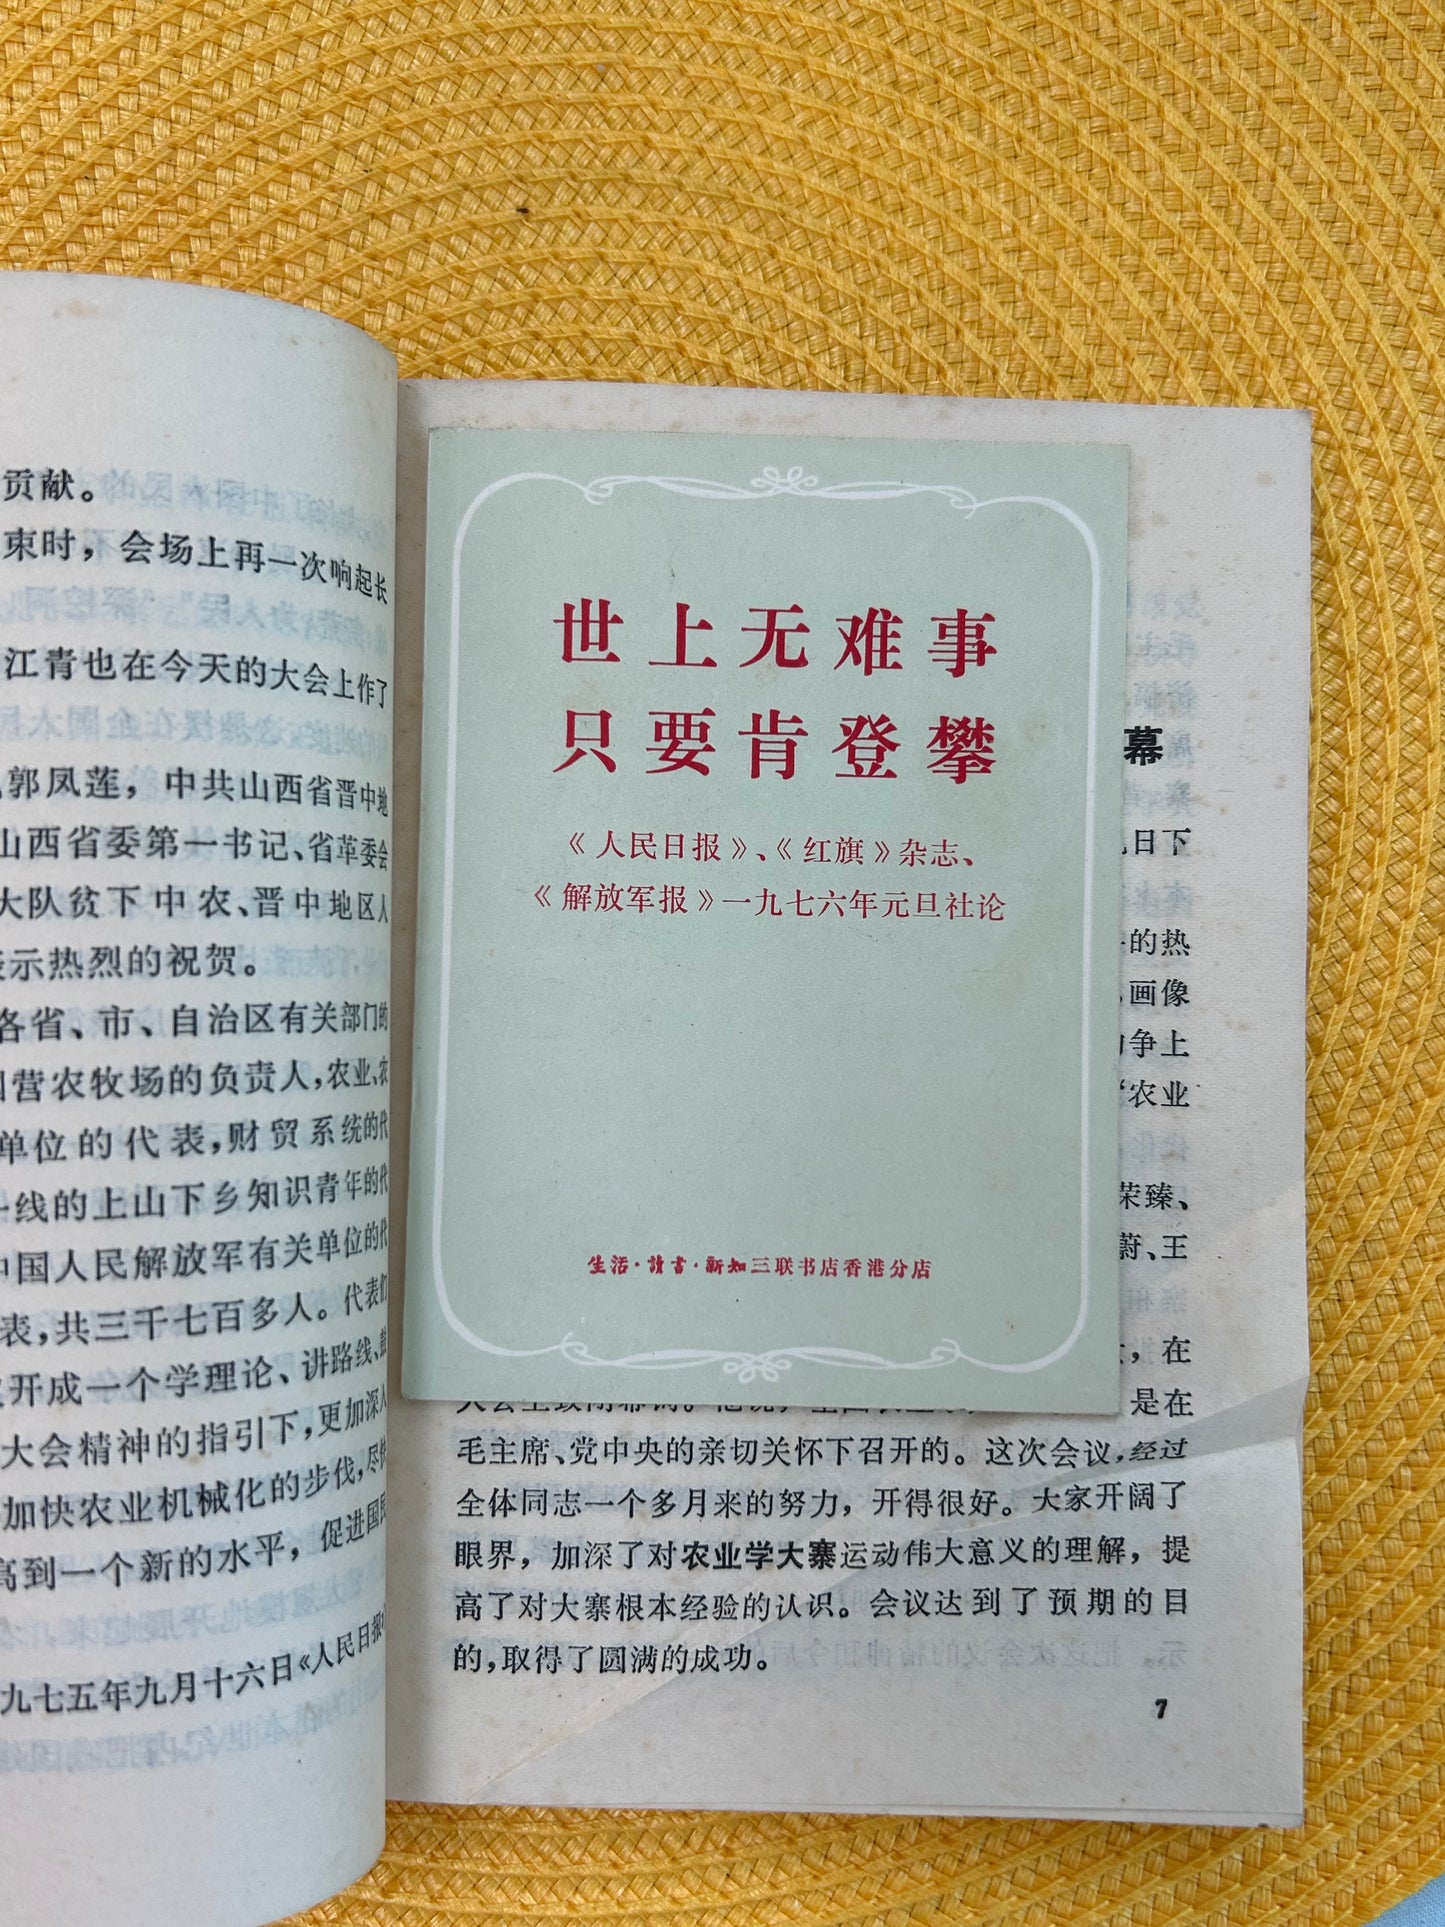 贡献。
束时，会场上再一次响起长
江青也在今天的大会上作了
郭凤莲，中共山西省晋中地
山西省委第一书记、省革委会
大队贫下中农、晋中地区人
表示热烈的祝贺。
各省、市、自治区有关部门的
国营农牧场的负责人，农业、农
单位的代表，财贸系统的代
一线的上山下乡知识青年的代
中国人民解放军有关单位的代
表，共三千七百多人。代表们
开成一个学理论、讲路线、鼓
大会精神的指引下，更加深入
加快农业机械化的步伐，尽快
高到一个新的水平，促进国民
九七五年九月十六日《人民日报》
世上无难事
只要肯登攀
《人民日报》、《红旗》杂志、
《解放军报》一九七六年元旦社论
生活·读书·新知三联书店香港分店
幕
日下
的热
画像
争上
“农业
荣臻、
蔚、王
，在
是在
毛主席、党中央的亲切关怀下召开的。这次会议，经过
全体同志一个多月来的努力，开得很好。大家开阔了
眼界，加深了对农业学大寨运动伟大意义的理解，提
高了对大寨根本经验的认识。会议达到了预期的目
的，取得了圆满的成功。
7